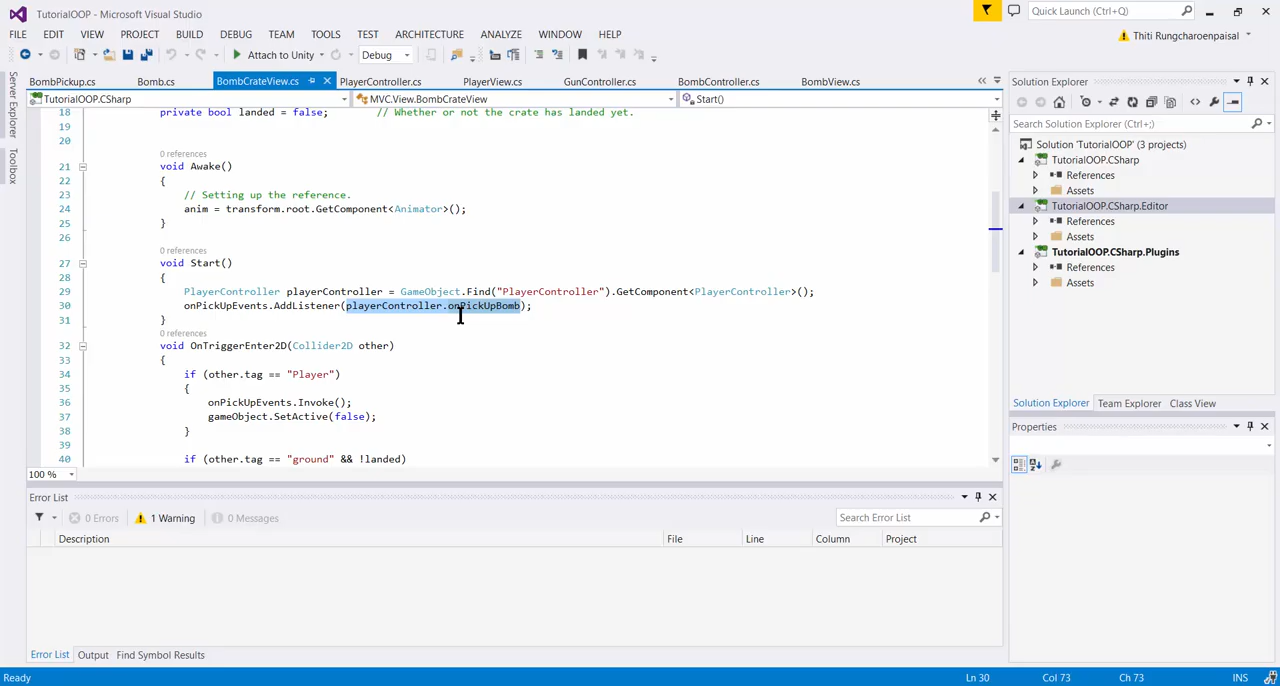 TutorialOOP - Microsoft Visual Studio
Quick Launch (Ctrl+Q)
FILE EDIT VIEW PROJECT BUILD DEBUG TEAM TOOLS TEST ARCHITECTURE ANALYZE WINDOW HELP
Thiti Rungcharoenpaisal
Attach to Unity Debug
BombPickup.cs Bomb.cs BombCrateView.cs PlayerController.cs PlayerView.cs GunController.cs BombController.cs BombView.cs
TutorialOOP.CSharp MVC.View.BombCrateView Start()
Server Explorer
Toolbox
18 private bool landed = false; // Whether or not the crate has landed yet.
19
20
0 references
21 void Awake()
22 {
23 // Setting up the reference.
24 anim = transform.root.GetComponent<Animator>();
25 }
26
0 references
27 void Start()
28 {
29 PlayerController playerController = GameObject.Find("PlayerController").GetComponent<PlayerController>();
30 onPickUpEvents.AddListener(playerController.onPickUpBomb);
31 }
0 references
32 void OnTriggerEnter2D(Collider2D other)
33 {
34 if (other.tag == "Player")
35 {
36 onPickUpEvents.Invoke();
37 gameObject.SetActive(false);
38 }
39
40 if (other.tag == "ground" && !landed)
100 %
Error List
0 Errors 1 Warning 0 Messages
Search Error List
Description File Line Column Project
Error List Output Find Symbol Results
Solution Explorer
Search Solution Explorer (Ctrl+;)
Solution 'TutorialOOP' (3 projects)
TutorialOOP.CSharp
References
Assets
TutorialOOP.CSharp.Editor
References
Assets
TutorialOOP.CSharp.Plugins
References
Assets
Solution Explorer Team Explorer Class View
Properties
Ready Ln 30 Col 73 Ch 73 INS